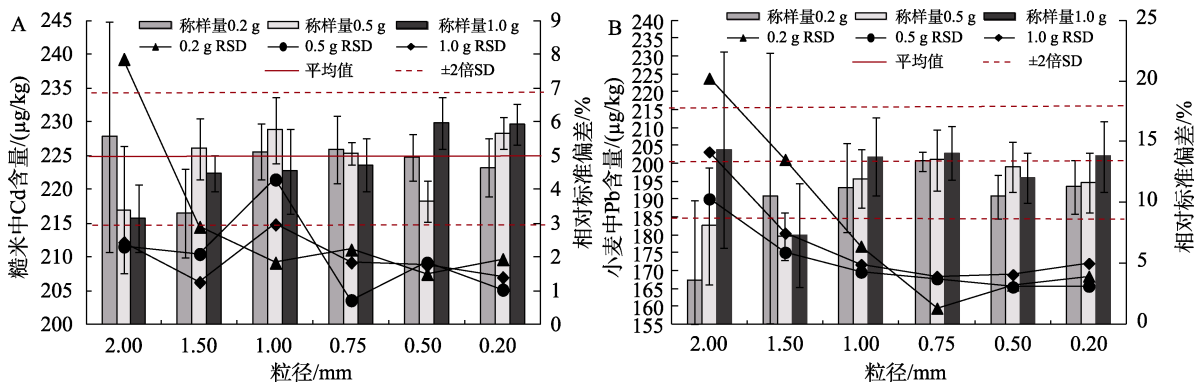 A
称样量0.2 g 称样量0.5 g 称样量1.0 g
0.2 g RSD 0.5 g RSD 1.0 g RSD
平均值 ±2倍SD
糙米中Cd含量/(μg/kg)
245
240
235
230
225
220
215
210
205
200
9
8
7
6
5
4
3
2
1
0
相对标准偏差/%
2.00 1.50 1.00 0.75 0.50 0.20
粒径/mm
B
称样量0.2 g 称样量0.5 g 称样量1.0 g
0.2 g RSD 0.5 g RSD 1.0 g RSD
平均值 ±2倍SD
小麦中Pb含量/(μg/kg)
240
235
230
225
220
215
210
205
200
195
190
185
180
175
170
165
160
155
25
20
15
10
5
0
相对标准偏差/%
2.00 1.50 1.00 0.75 0.50 0.20
粒径/mm